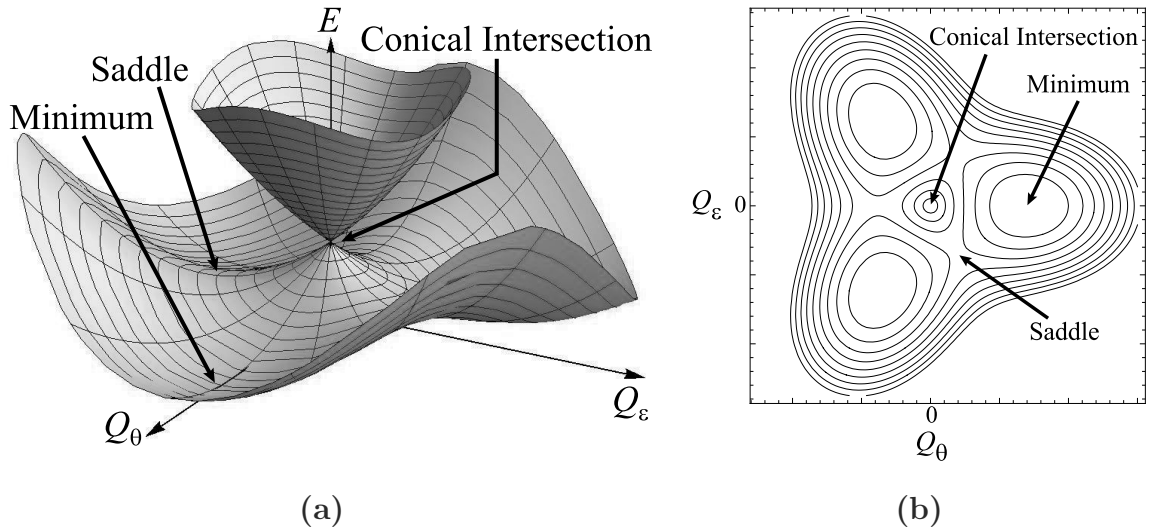 E
Conical Intersection
Saddle
Minimum
Qθ
Qε
(a)
Conical Intersection
Minimum
Qε 0
Saddle
0
Qθ
(b)